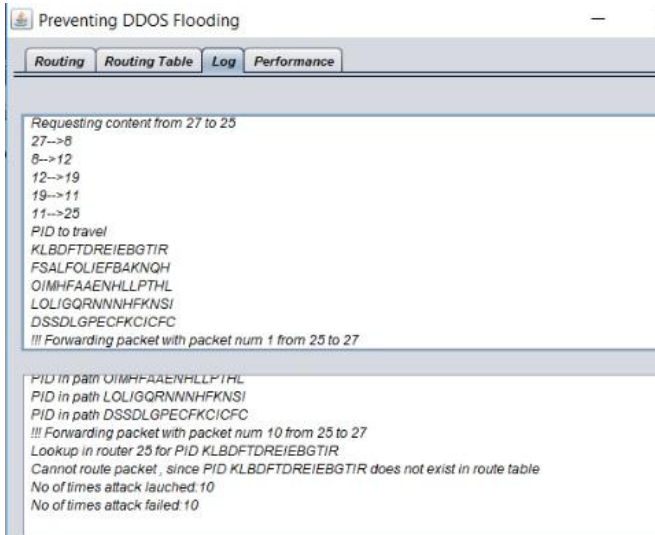 Preventing DDOS Flooding
Routing Routing Table Log Performance
Requesting content from 27 to 25
27-->8
8-->12
12-->19
19-->11
11-->25
PID to travel
KLBDFTDREIEBGTIR
FSALFOLIEFBAKNQH
OIMHFAAENHLLPTHL
LOLIGQRNNNHFKNSI
DSSDLGPECFKCICFC
!!! Forwarding packet with packet num 1 from 25 to 27
PID in path OIMHFAAENHLLPTHL
PID in path LOLIGQRNNNHFKNSI
PID in path DSSDLGPECFKCICFC
!!! Forwarding packet with packet num 10 from 25 to 27
Lookup in router 25 for PID KLBDFTDREIEBGTIR
Cannot route packet , since PID KLBDFTDREIEBGTIR does not exist in route table
No of times attack lauched:10
No of times attack failed:10